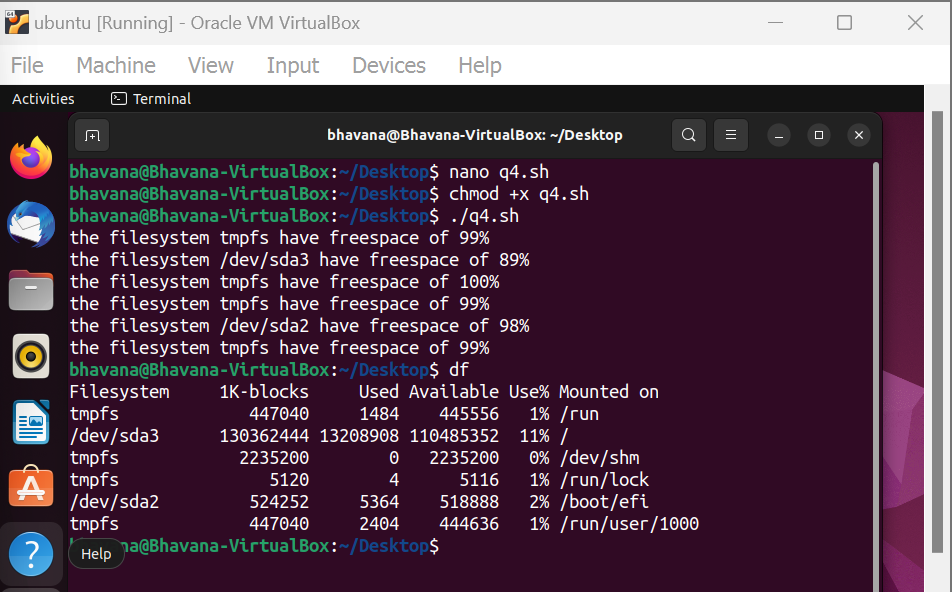 ubuntu [Running] - Oracle VM VirtualBox
File Machine View Input Devices Help
Activities Terminal
bhavana@Bhavana-VirtualBox: ~/Desktop
bhavana@Bhavana-VirtualBox:~/Desktop$ nano q4.sh
bhavana@Bhavana-VirtualBox:~/Desktop$ chmod +x q4.sh
bhavana@Bhavana-VirtualBox:~/Desktop$ ./q4.sh
the filesystem tmpfs have freespace of 99%
the filesystem /dev/sda3 have freespace of 89%
the filesystem tmpfs have freespace of 100%
the filesystem tmpfs have freespace of 99%
the filesystem /dev/sda2 have freespace of 98%
the filesystem tmpfs have freespace of 99%
bhavana@Bhavana-VirtualBox:~/Desktop$ df
Filesystem     1K-blocks     Used Available Use% Mounted on
tmpfs             447040     1484    445556   1% /run
/dev/sda3      130362444 13208908 110485352  11% /
tmpfs            2235200        0   2235200   0% /dev/shm
tmpfs               5120        4      5116   1% /run/lock
/dev/sda2         524252     5364    518888   2% /boot/efi
tmpfs             447040     2404    444636   1% /run/user/1000
Help na@Bhavana-VirtualBox:~/Desktop$